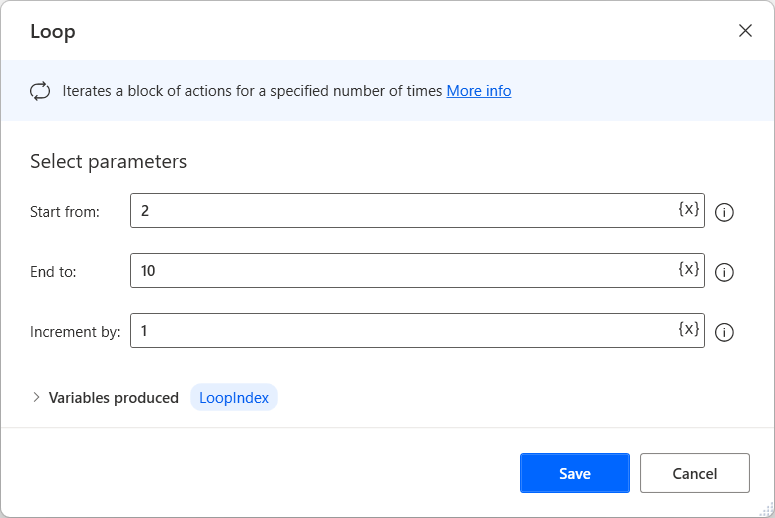 Loop
Iterates a block of actions for a specified number of times More info
Select parameters
Start from: 2 {x}
End to: 10 {x}
Increment by: 1 {x}
Variables produced LoopIndex
Save Cancel